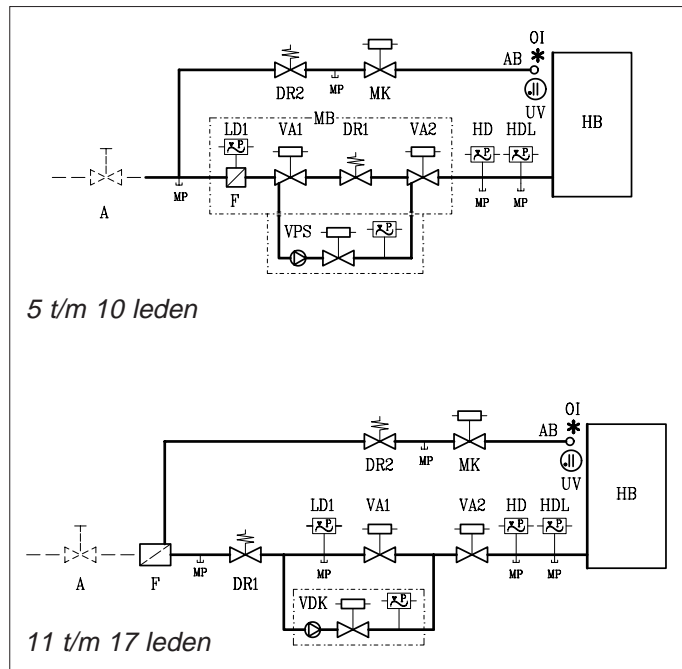 OI
AB
DR2
MP
MK
UV
HB
MB
LD1
VA1
DR1
VA2
HD
HDL
P
P
P
A
MP
F
MP
MP
VPS
P
5 t/m 10 leden
OI
AB
DR2
MP
MK
UV
HB
LD1
VA1
VA2
HD
HDL
P
P
P
A
F
MP
DR1
MP
MP
MP
VDK
P
11 t/m 17 leden